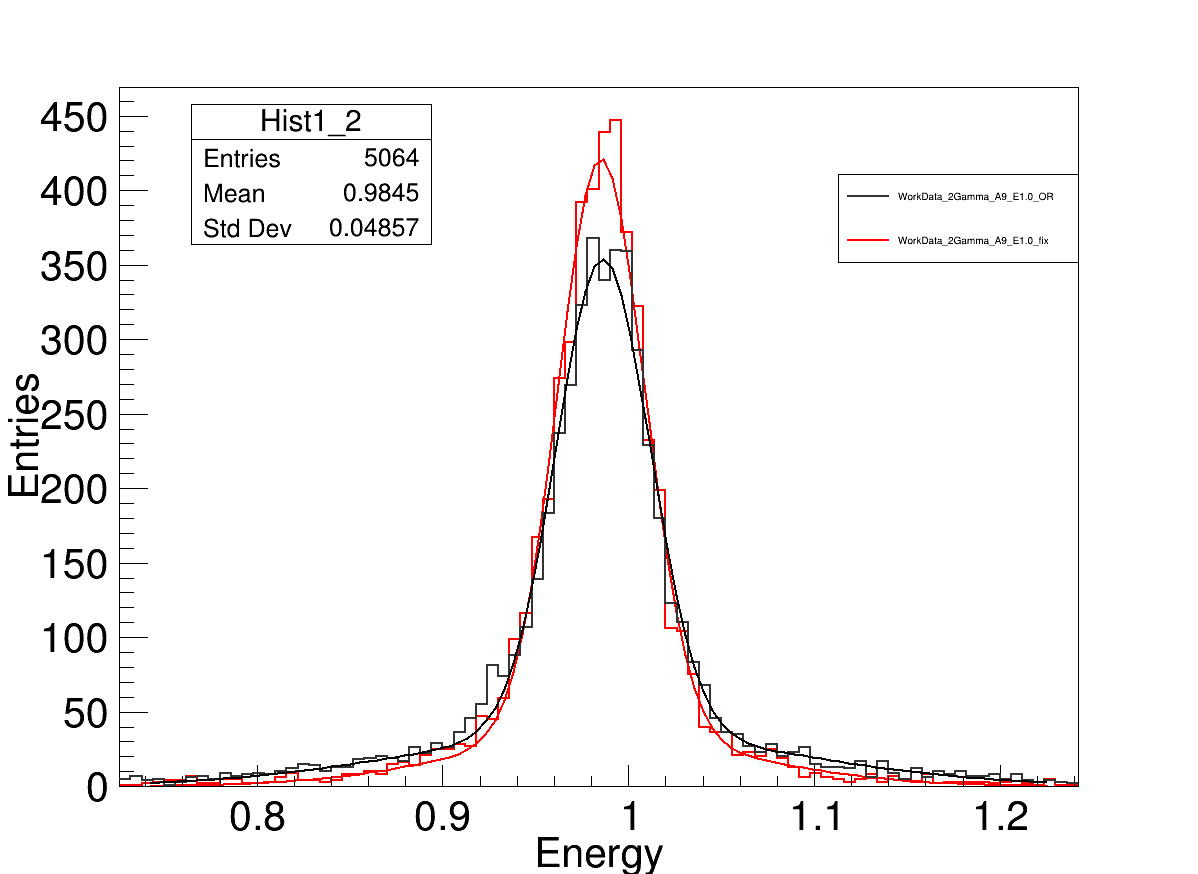 Hist1_2
Entries 5064
Mean 0.9845
Std Dev 0.04857
WorkData_2Gamma_A9_E1.0_OR
WorkData_2Gamma_A9_E1.0_fix
450
400
350
300
250
200
150
100
50
0
Entries
0.8 0.9 1 1.1 1.2
Energy